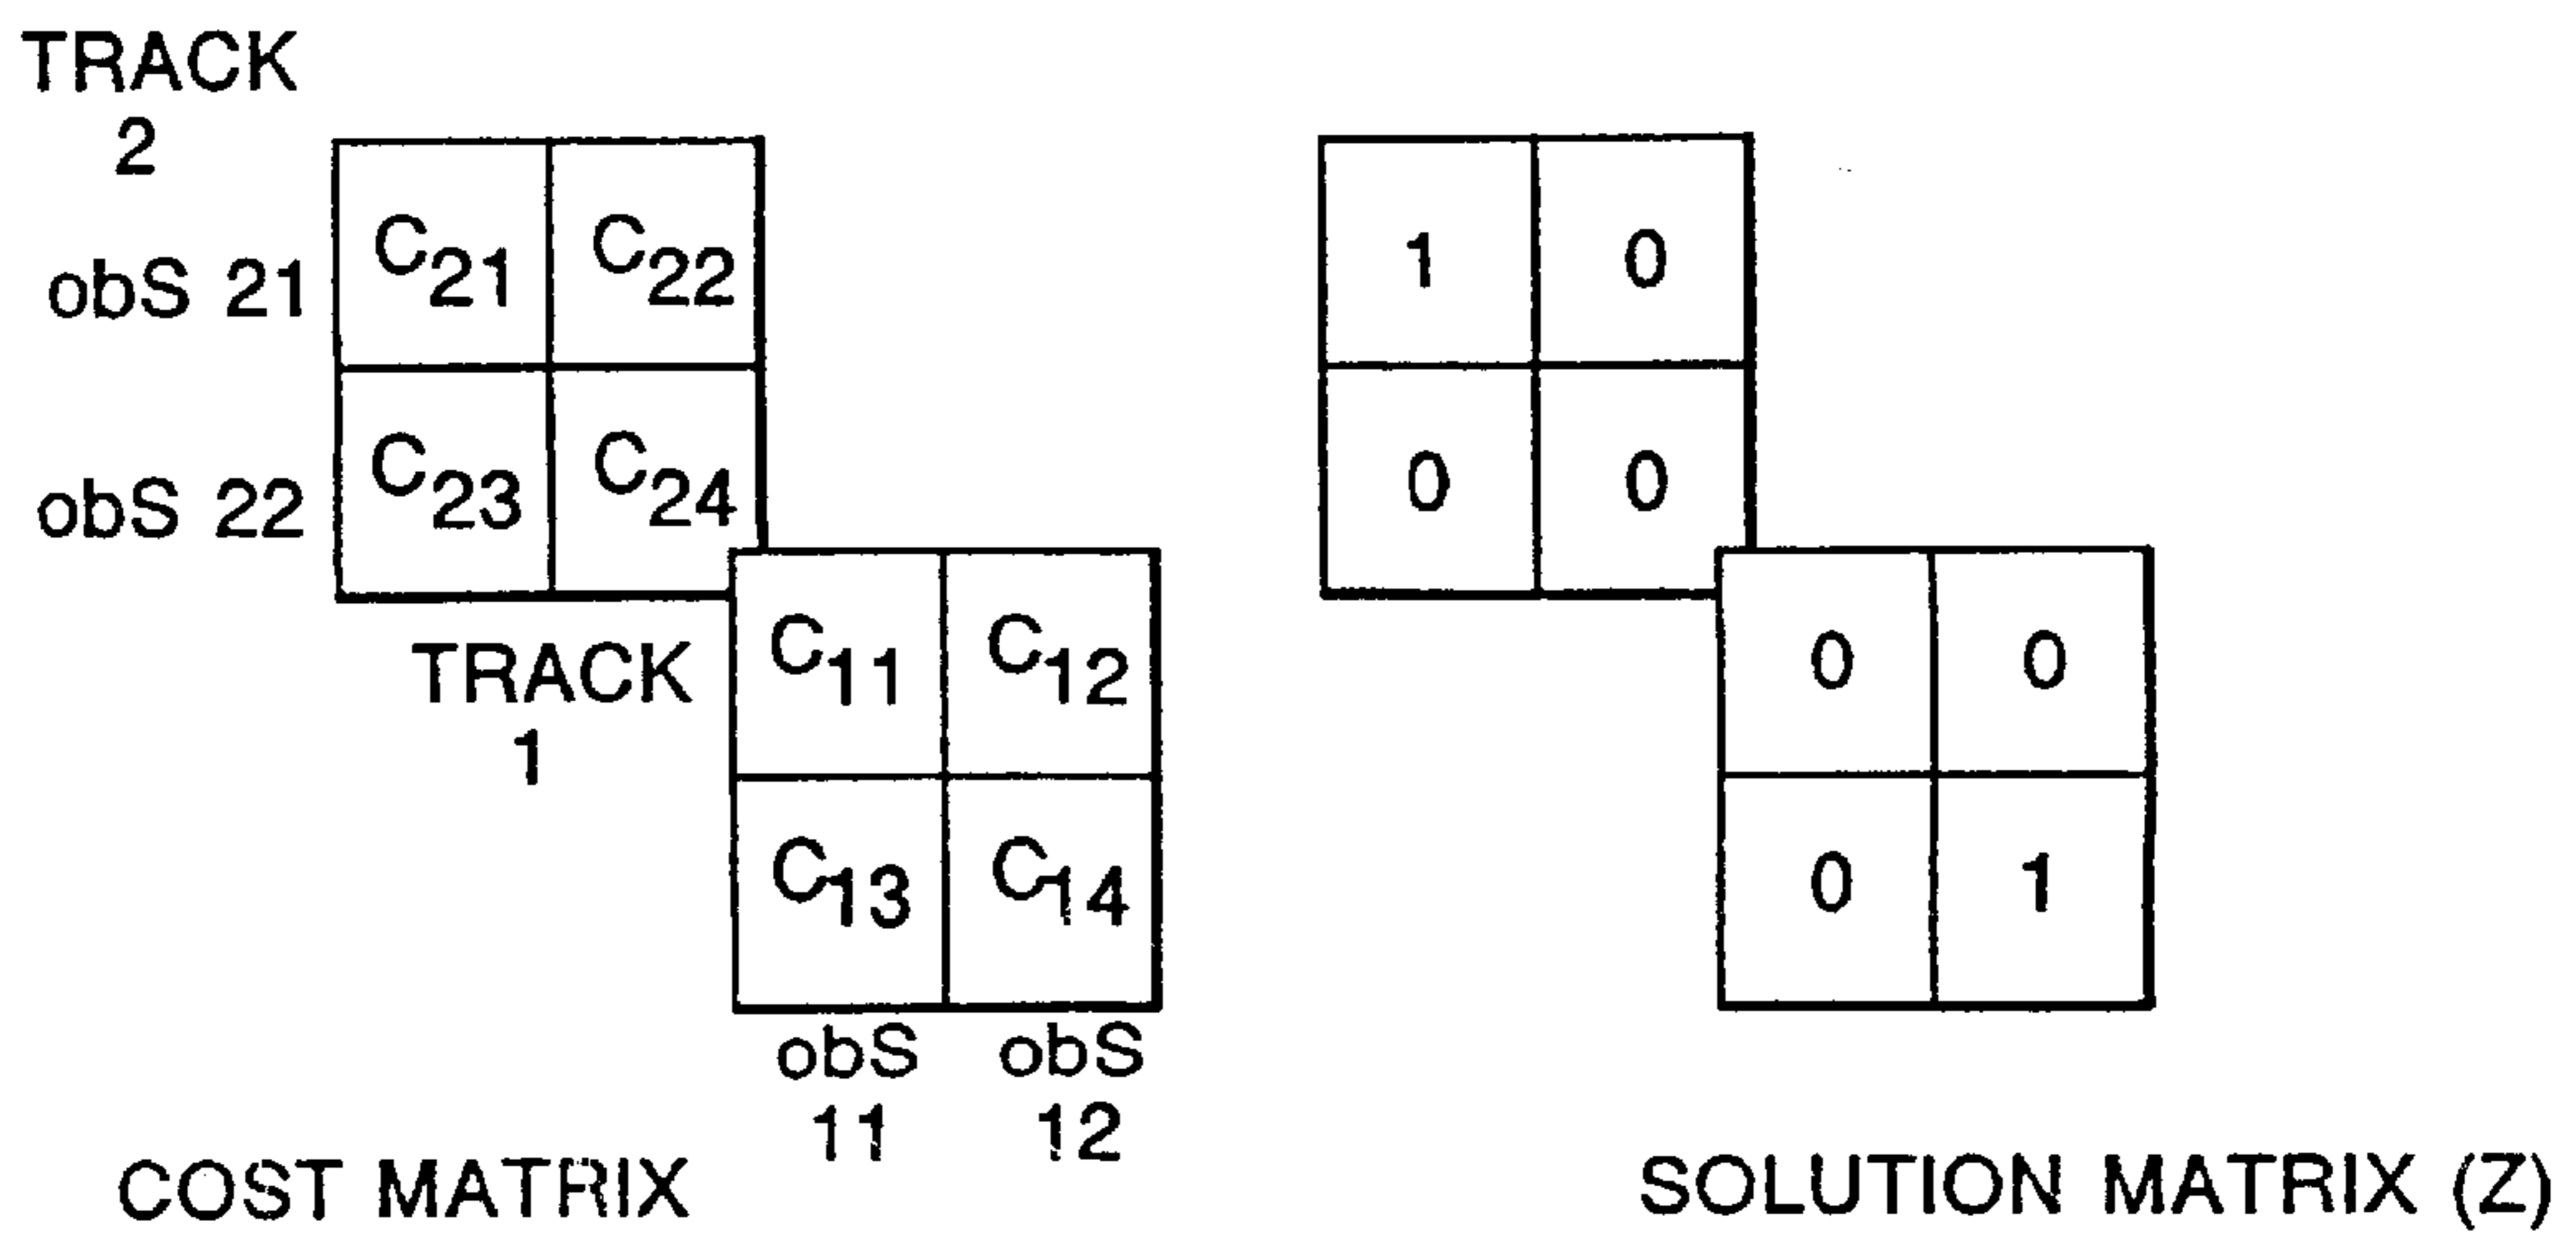 TRACK
2
obS 21
obS 22
C21 C22
C23 C24
TRACK
1
C11 C12
C13 C14
obS
11
obS
12
COST MATRIX
1 0
0 0
0 0
0 1
SOLUTION MATRIX (Z)